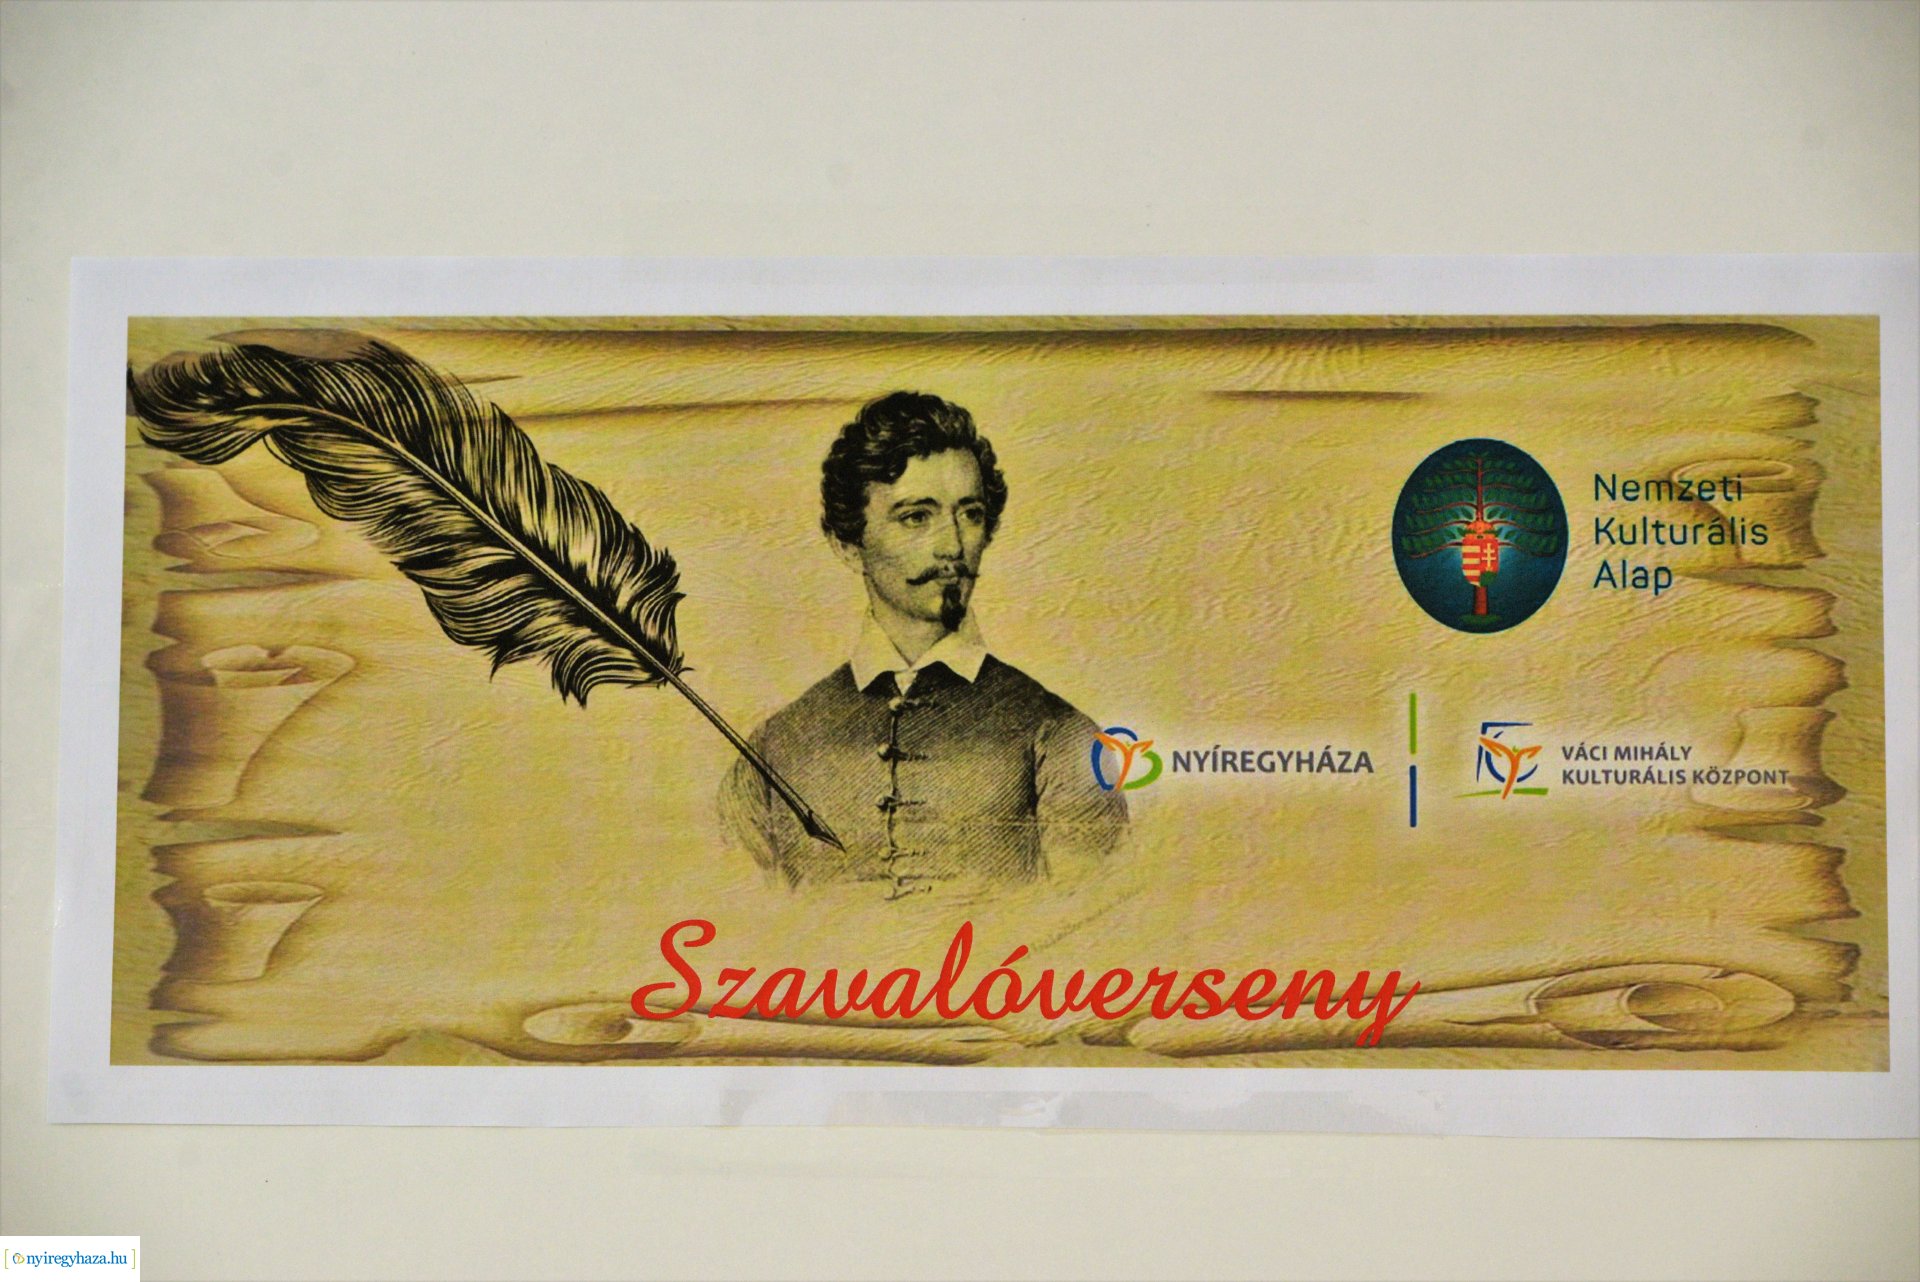 Nemzeti
Kulturális
Alap
NYÍREGYHÁZA
VÁCI MIHÁLY
KULTURÁLIS KÖZPONT
Szavalóverseny
[nyiregyhaza.hu]